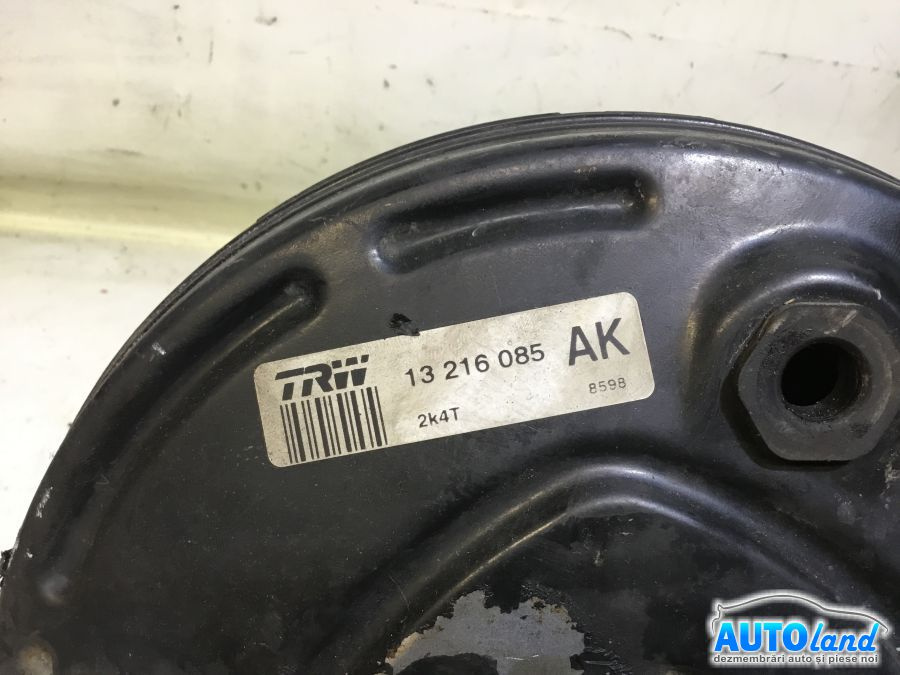 TRW 13 216 085 AK
2k4T 8598
AUTOland
dezmembrări auto și piese noi